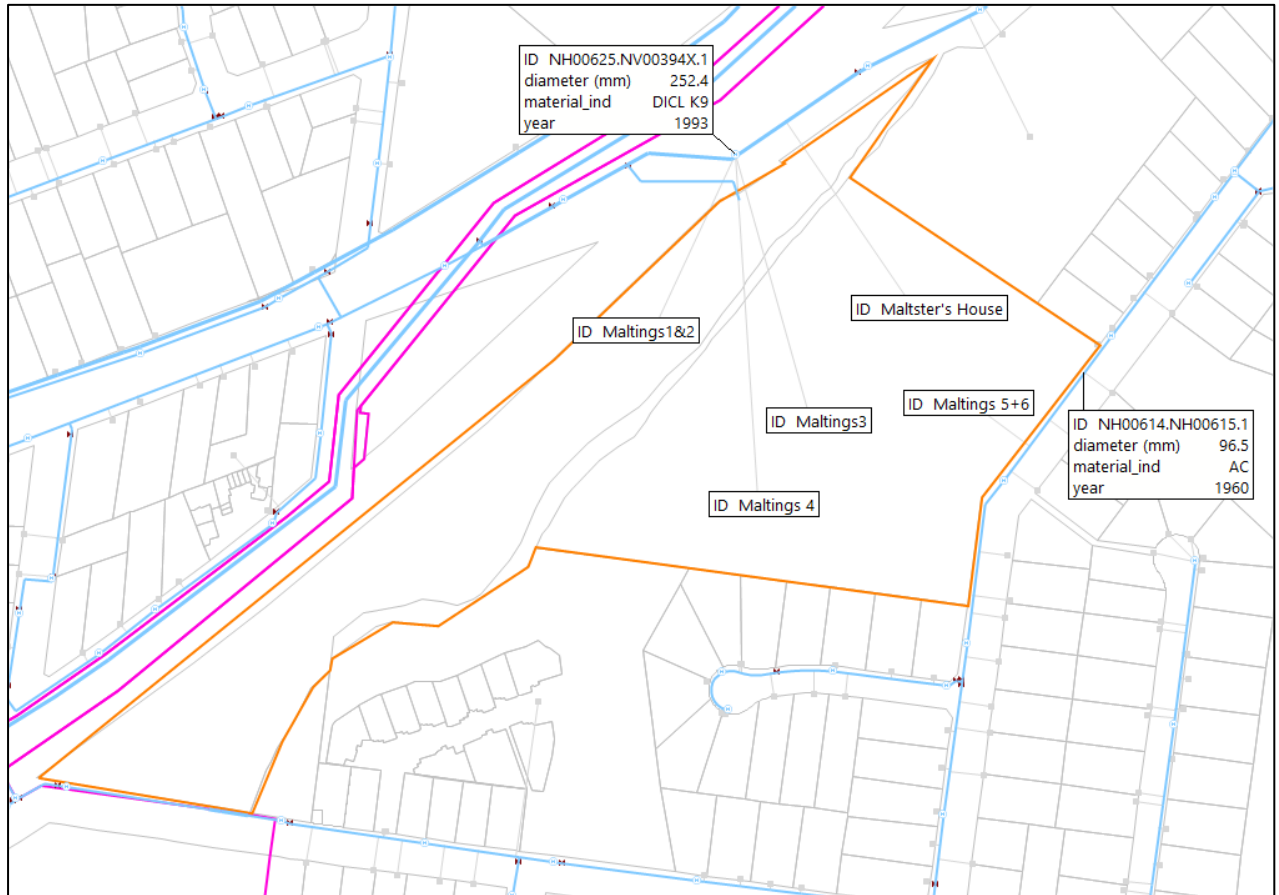 ID NH00625.NV00394X.1
diameter (mm) 252.4
material_ind DICL K9
year 1993
ID Maltster's House
ID Maltings1&2
ID Maltings 5+6
ID Maltings3
ID NH00614.NH00615.1
diameter (mm) 96.5
material_ind AC
year 1960
ID Maltings 4